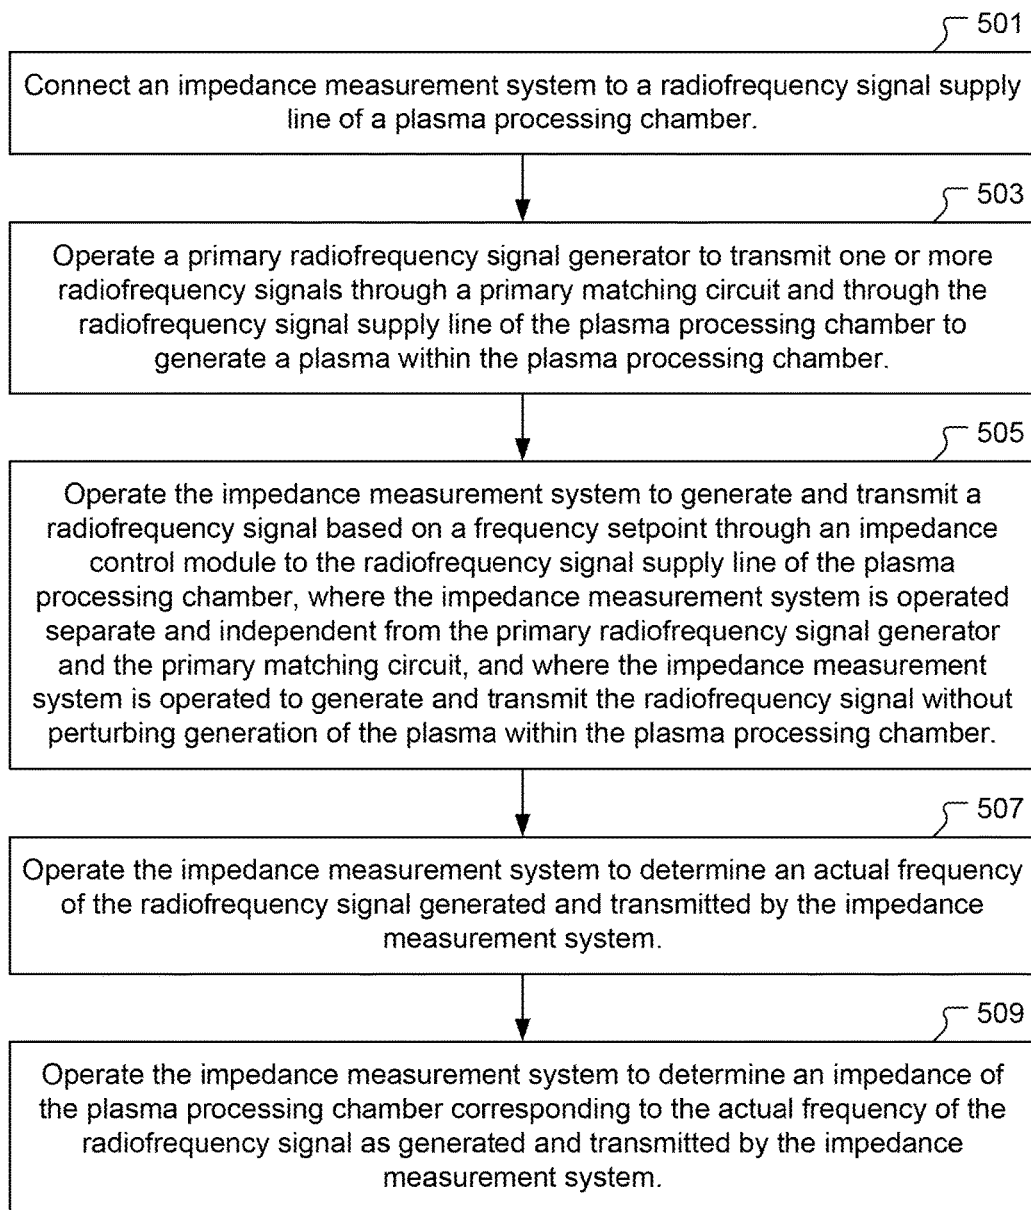 501
Connect an impedance measurement system to a radiofrequency signal supply
line of a plasma processing chamber.
503
Operate a primary radiofrequency signal generator to transmit one or more
radiofrequency signals through a primary matching circuit and through the
radiofrequency signal supply line of the plasma processing chamber to
generate a plasma within the plasma processing chamber.
505
Operate the impedance measurement system to generate and transmit a
radiofrequency signal based on a frequency setpoint through an impedance
control module to the radiofrequency signal supply line of the plasma
processing chamber, where the impedance measurement system is operated
separate and independent from the primary radiofrequency signal generator
and the primary matching circuit, and where the impedance measurement
system is operated to generate and transmit the radiofrequency signal without
perturbing generation of the plasma within the plasma processing chamber.
507
Operate the impedance measurement system to determine an actual frequency
of the radiofrequency signal generated and transmitted by the impedance
measurement system.
509
Operate the impedance measurement system to determine an impedance of
the plasma processing chamber corresponding to the actual frequency of the
radiofrequency signal as generated and transmitted by the impedance
measurement system.